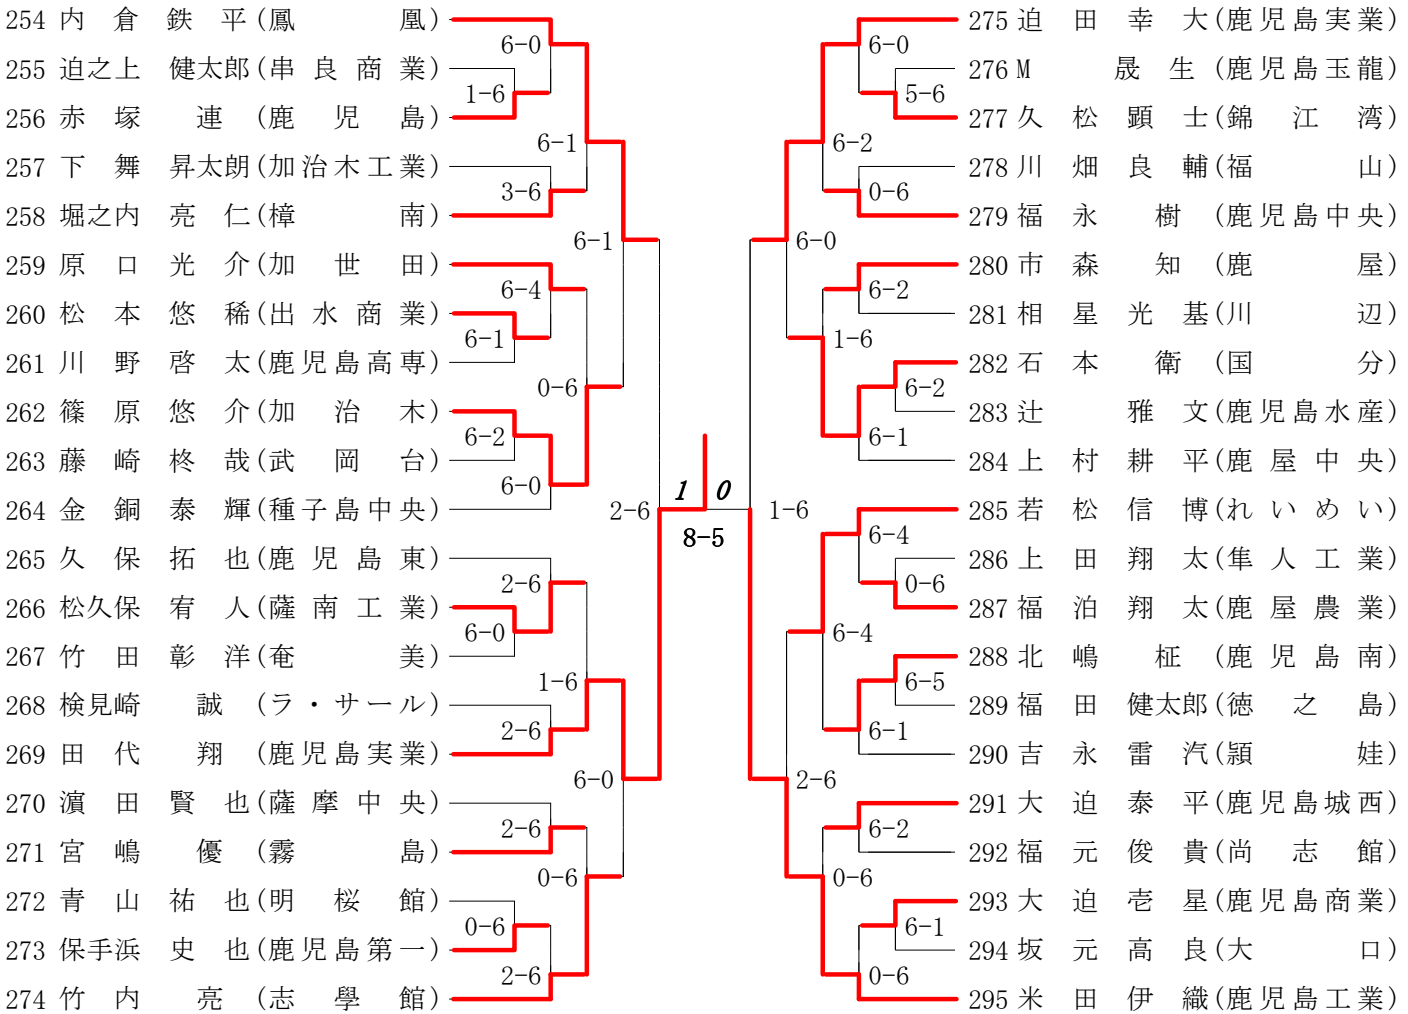 254 内倉 鉄平 (鳳凰)
6-0
255 迫之上 健太郎 (串良商業)
1-6
256 赤塚 連 (鹿児島)
6-1
257 下舞 昇太朗 (加治木工業)
3-6
258 堀之内 亮仁 (樟南)
6-1
259 原口 光介 (加世田)
6-4
260 松本 悠稀 (出水商業)
6-1
261 川野 啓太 (鹿児島高専)
0-6
262 篠原 悠介 (加治木)
6-2
263 藤崎 柊哉 (武岡台)
6-0
264 金銅 泰輝 (種子島中央)
2-6
265 久保 拓也 (鹿児島東)
2-6
266 松久保 宥人 (薩南工業)
6-0
267 竹田 彰洋 (奄美)
1-6
268 検見崎 誠 (ラ・サール)
2-6
269 田代 翔 (鹿児島実業)
6-0
270 濵田 賢也 (薩摩中央)
2-6
271 宮嶋 優 (霧島)
0-6
272 青山 祐也 (明桜館)
0-6
273 保手浜 史也 (鹿児島第一)
2-6
274 竹内 亮 (志學館)
1 0
8-5
275 迫田 幸大 (鹿児島実業)
6-0
276 M 晟生 (鹿児島玉龍)
5-6
277 久松 顕士 (錦江湾)
6-2
278 川畑 良輔 (福山)
0-6
279 福永 樹 (鹿児島中央)
6-0
280 市森 知 (鹿屋)
6-2
281 相星 光基 (川辺)
1-6
282 石本 衛 (国分)
6-2
283 辻 雅文 (鹿児島水産)
6-1
284 上村 耕平 (鹿屋中央)
1-6
285 若松 信博 (れいめい)
6-4
286 上田 翔太 (隼人工業)
0-6
287 福泊 翔太 (鹿屋農業)
6-4
288 北嶋 柾 (鹿児島南)
6-5
289 福田 健太郎 (徳之島)
6-1
290 吉永 雷汽 (頴娃)
2-6
291 大迫 泰平 (鹿児島城西)
6-2
292 福元 俊貴 (尚志館)
0-6
293 大迫 壱星 (鹿児島商業)
6-1
294 坂元 高良 (大口)
0-6
295 米田 伊織 (鹿児島工業)